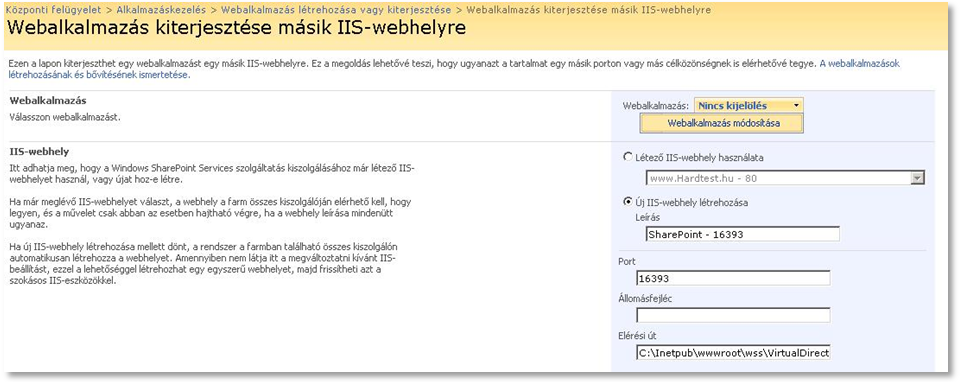 Központi felügyelet > Alkalmazáskezelés > Webalkalmazás létrehozása vagy kiterjesztése > Webalkalmazás kiterjesztése másik IIS-webhelyre
Webalkalmazás kiterjesztése másik IIS-webhelyre
Ezen a lapon kiterjeszthet egy webalkalmazást egy másik IIS-webhelyre. Ez a megoldás lehetővé teszi, hogy ugyanazt a tartalmat egy másik porton vagy más célközönségnek is elérhetővé tegye. A webalkalmazások
létrehozásának és bővítésének ismertetése.
Webalkalmazás
Válasszon webalkalmazást.
Webalkalmazás: Nincs kijelölés
Webalkalmazás módosítása
IIS-webhely
Itt adhatja meg, hogy a Windows SharePoint Services szolgáltatás kiszolgálásához már létező IIS-
webhelyet használ, vagy újat hoz-e létre.
Ha már meglévő IIS-webhelyet választ, a webhely a farm összes kiszolgálóján elérhető kell, hogy
legyen, és a művelet csak abban az esetben hajtható végre, ha a webhely leírása mindenütt
ugyanaz.
Ha új IIS-webhely létrehozása mellett dönt, a rendszer a farmban található összes kiszolgálón
automatikusan létrehozza a webhelyet. Amennyiben nem látja itt a megváltoztatni kívánt IIS-
beállítást, ezzel a lehetőséggel létrehozhat egy egyszerű webhelyet, majd frissítheti azt a
szokásos IIS-eszközökkel.
Létező IIS-webhely használata
www.Hardtest.hu - 80
Új IIS-webhely létrehozása
Leírás
SharePoint - 16393
Port
16393
Állomásfejléc
Elérési út
C:\Inetpub\wwwroot\wss\VirtualDirect